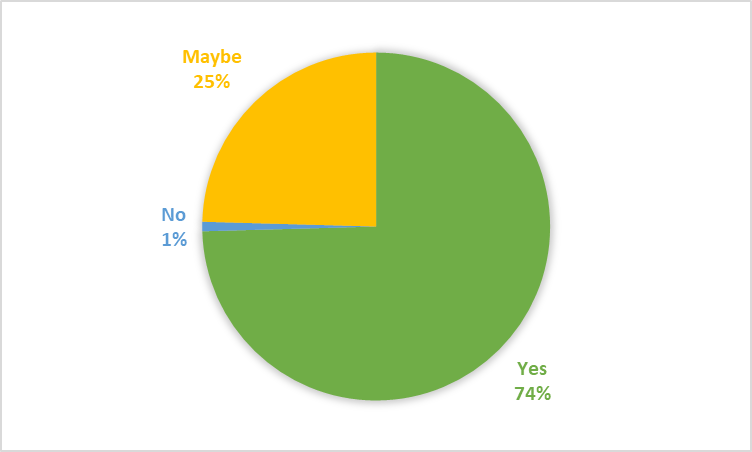 Maybe
25%
No
1%
Yes
74%